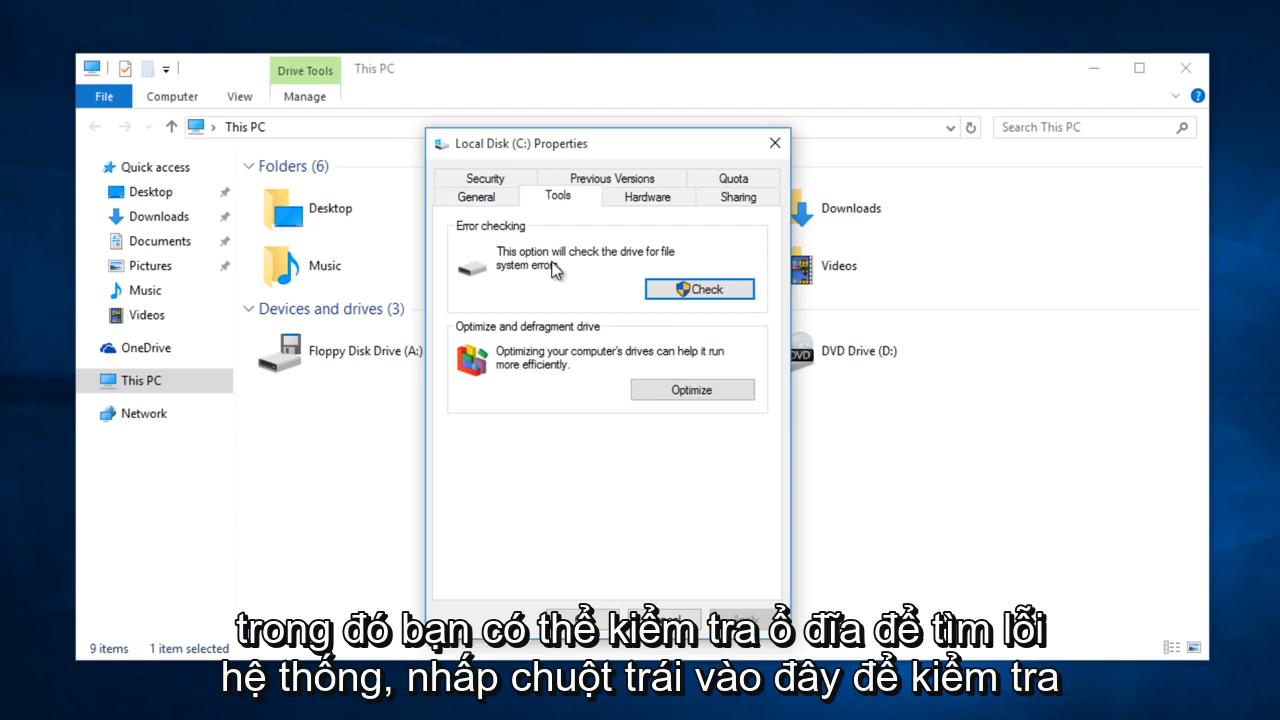 Drive Tools
This PC
File
Computer
View
Manage
This PC
Search This PC
Quick access
Desktop
Downloads
Documents
Pictures
Music
Videos
OneDrive
This PC
Network
Folders (6)
Desktop
Music
Downloads
Videos
Devices and drives (3)
Floppy Disk Drive (A:)
DVD
DVD Drive (D:)
Local Disk (C:) Properties
Security
Previous Versions
Quota
General
Tools
Hardware
Sharing
Error checking
This option will check the drive for file
system error
Check
Optimize and defragment drive
Optimizing your computer's drives can help it run
more efficiently.
Optimize
9 items
1 item selected
trong đó bạn có thể kiểm tra ổ đĩa để tìm lỗi
hệ thống, nhấp chuột trái vào đây để kiểm tra